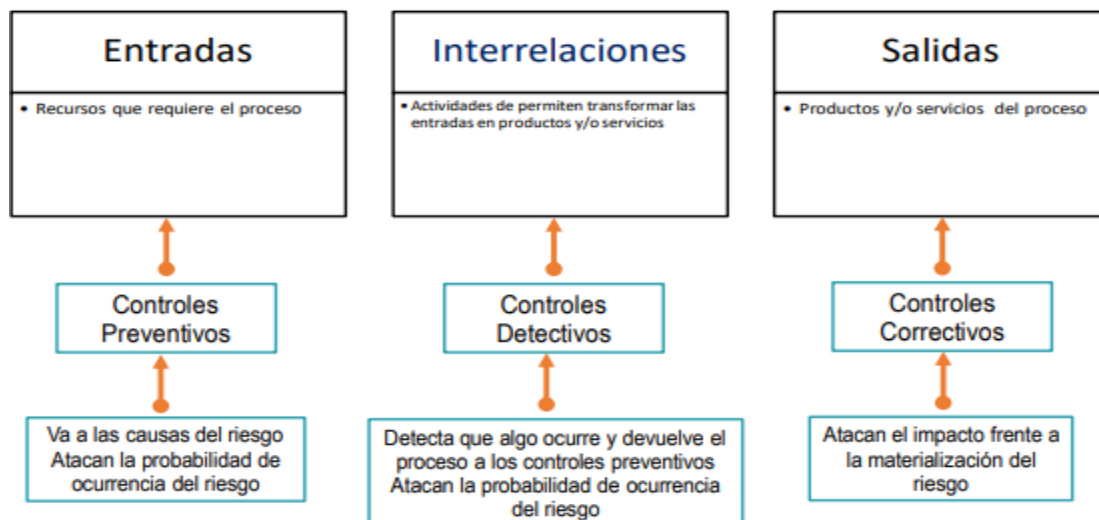 Entradas
• Recursos que requiere el proceso
Interrelaciones
• Actividades de permiten transformar las
entradas en productos y/o servicios
Salidas
• Productos y/o servicios del proceso
Controles
Preventivos
Controles
Detectivos
Controles
Correctivos
Va a las causas del riesgo
Atacan la probabilidad de
ocurrencia del riesgo
Detecta que algo ocurre y devuelve el
proceso a los controles preventivos
Atacan la probabilidad de ocurrencia
del riesgo
Atacan el impacto frente a
la materialización del
riesgo